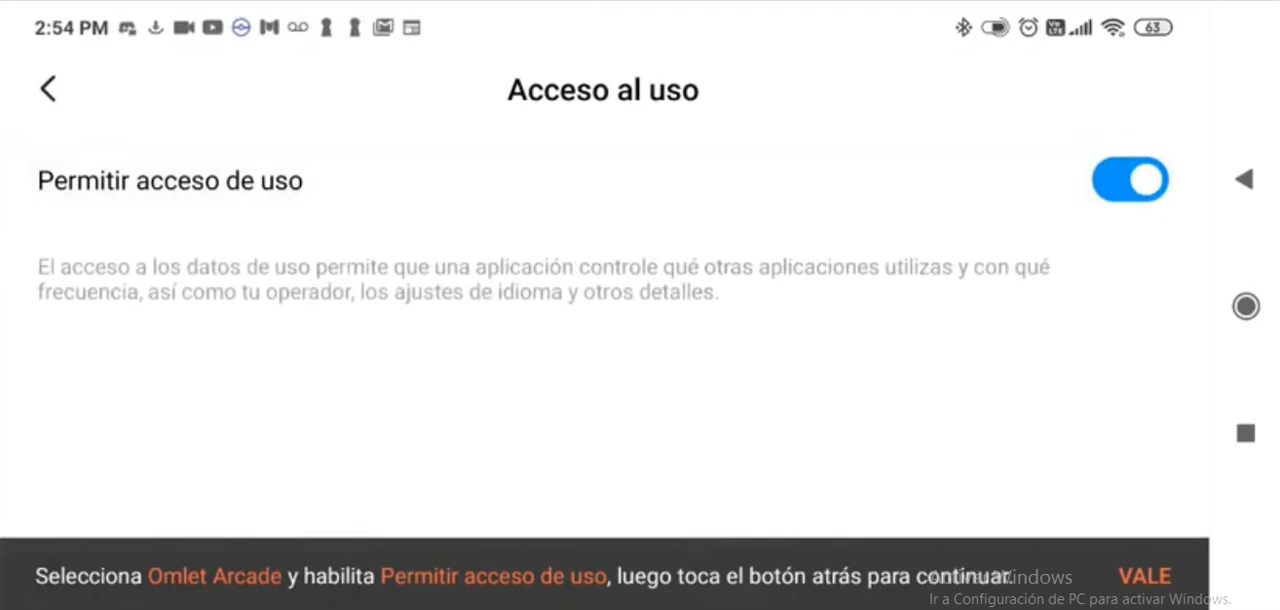 2:54 PM
63
Acceso al uso
Permitir acceso de uso
El acceso a los datos de uso permite que una aplicación controle qué otras aplicaciones utilizas y con qué
frecuencia, así como tu operador, los ajustes de idioma y otros detalles.
Selecciona Omlet Arcade y habilita Permitir acceso de uso, luego toca el botón atrás para continuar.
VALE
Activar Windows
Ir a Configuración de PC para activar Windows.